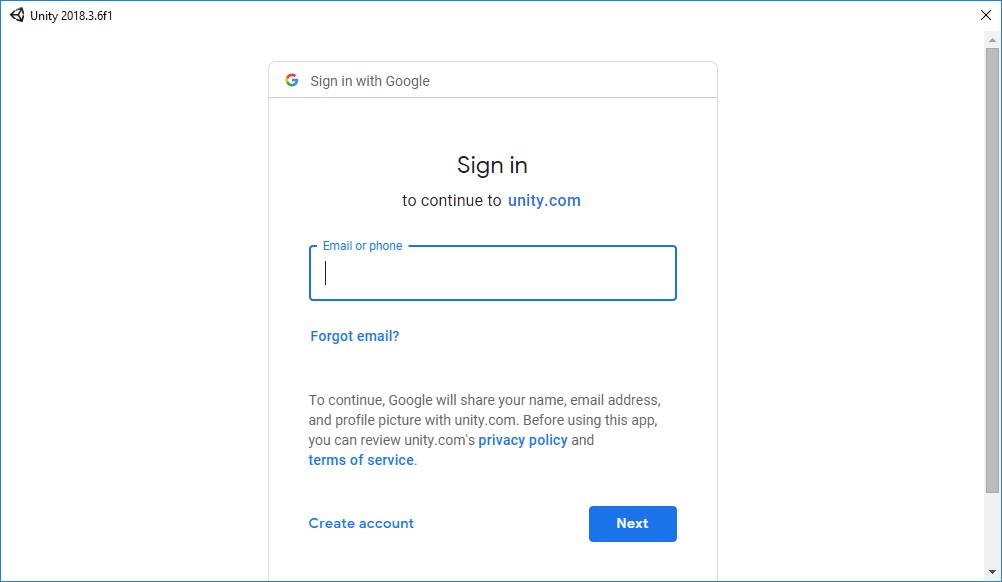 Unity 2018.3.6f1
Sign in with Google
Sign in
to continue to unity.com
Email or phone
Forgot email?
To continue, Google will share your name, email address,
and profile picture with unity.com. Before using this app,
you can review unity.com's privacy policy and
terms of service.
Create account
Next